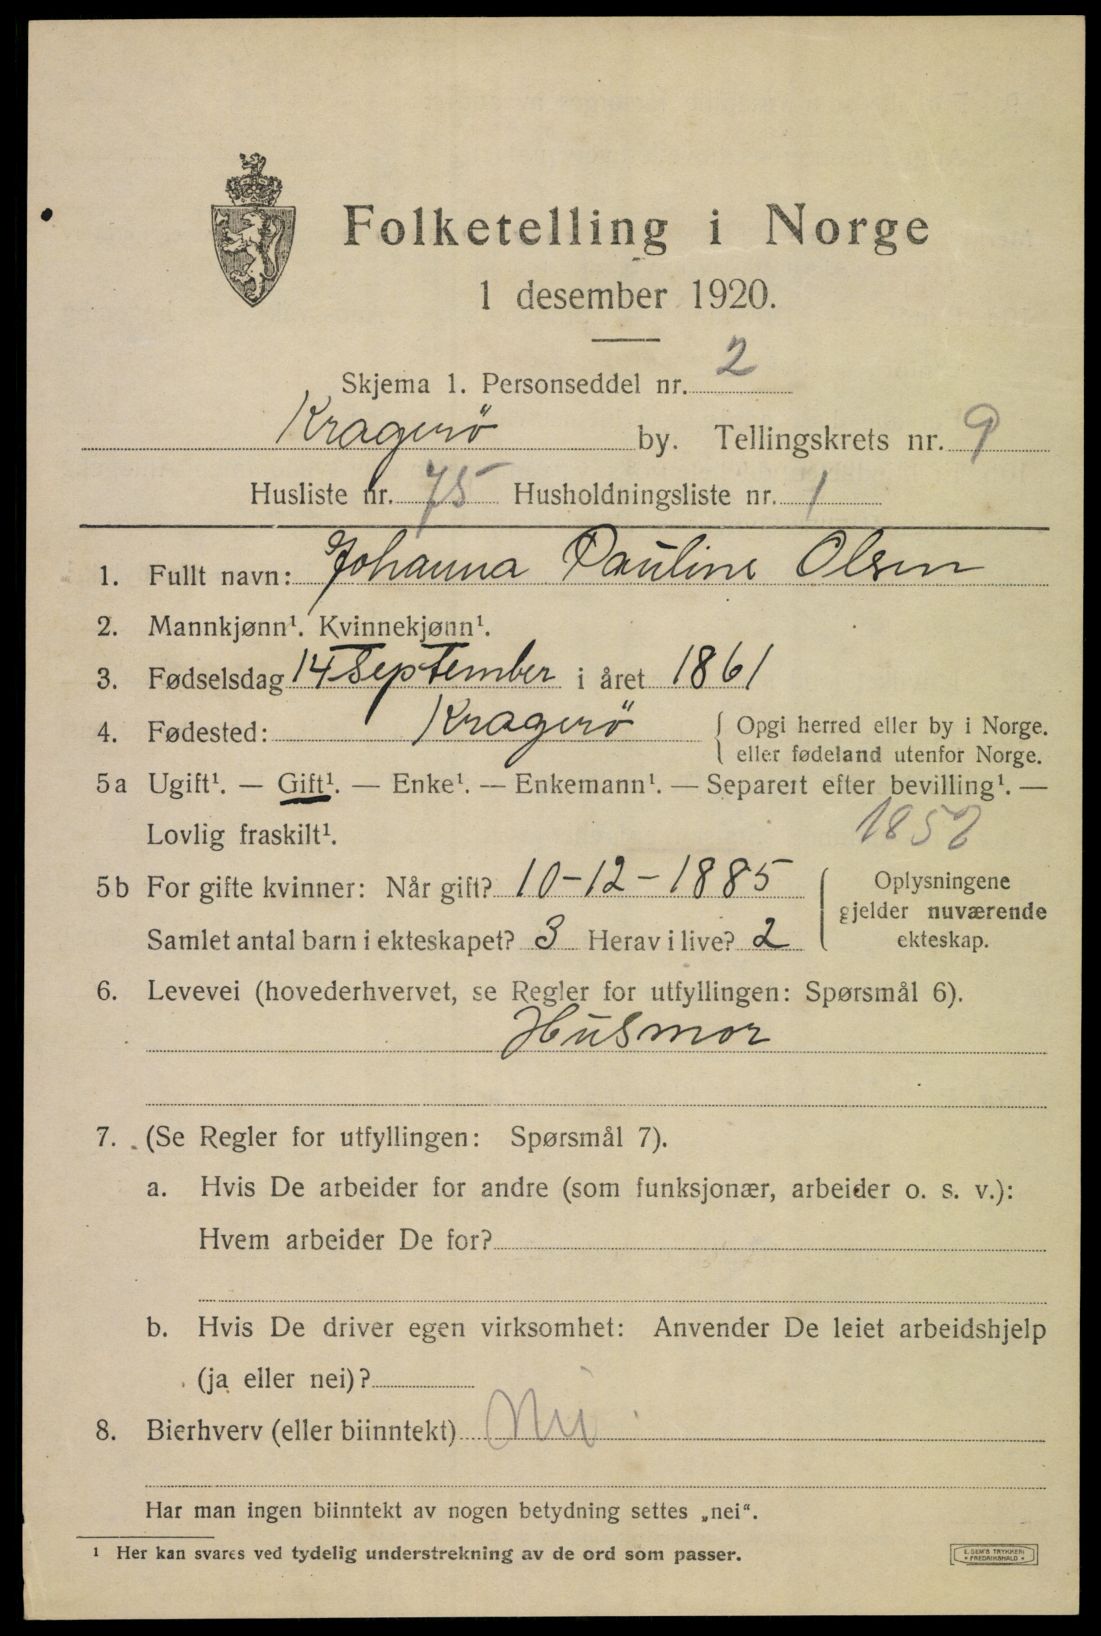 Folketelling i Norge
1 desember 1920.
Skjema 1. Personseddel nr. 2
Kragerö by. Tellingskrets nr. 9
Husliste nr. 75 Husholdningsliste nr. 1
1. Fullt navn: Johanna Pauline Olsen
2. Mannkjønn¹. Kvinnekjønn¹.
3. Fødselsdag 14 September i året 1861
4. Fødested: Kragerö { Opgi herred eller by i Norge.
eller fødeland utenfor Norge.
5a Ugift¹. — Gift¹. — Enke¹. — Enkemann¹. — Separert efter bevilling¹. —
Lovlig fraskilt¹. 1858
5b For gifte kvinner: Når gift? 10-12-1885 { Oplysningene
gjelder nuværende
Samlet antal barn i ekteskapet? 3 Herav i live? 2 ekteskap.
6. Levevei (hovederhvervet, se Regler for utfyllingen: Spørsmål 6).
Husmor
7. (Se Regler for utfyllingen: Spørsmål 7).
a. Hvis De arbeider for andre (som funksjonær, arbeider o. s. v.):
Hvem arbeider De for?
b. Hvis De driver egen virksomhet: Anvender De leiet arbeidshjelp
(ja eller nei)?
8. Bierhverv (eller biinntekt) Nei
Har man ingen biinntekt av nogen betydning settes „nei“.
¹ Her kan svares ved tydelig understrekning av de ord som passer.
E. SEM'S TRYKKERI
FREDRIKSHALD